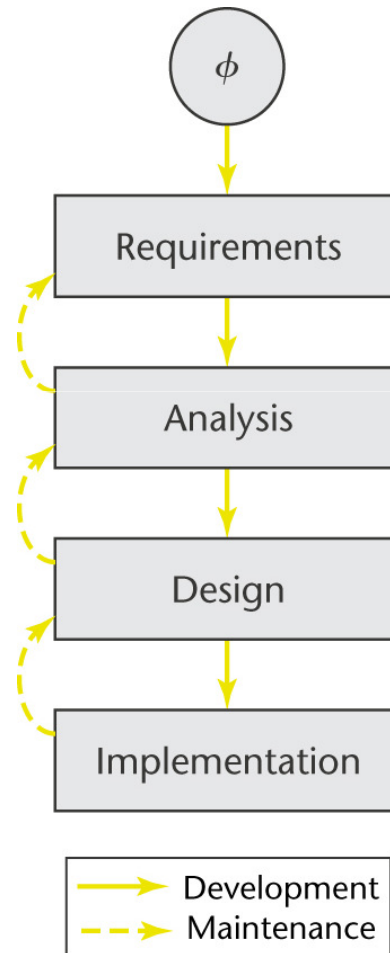 ϕ
Requirements
Analysis
Design
Implementation
Development
Maintenance